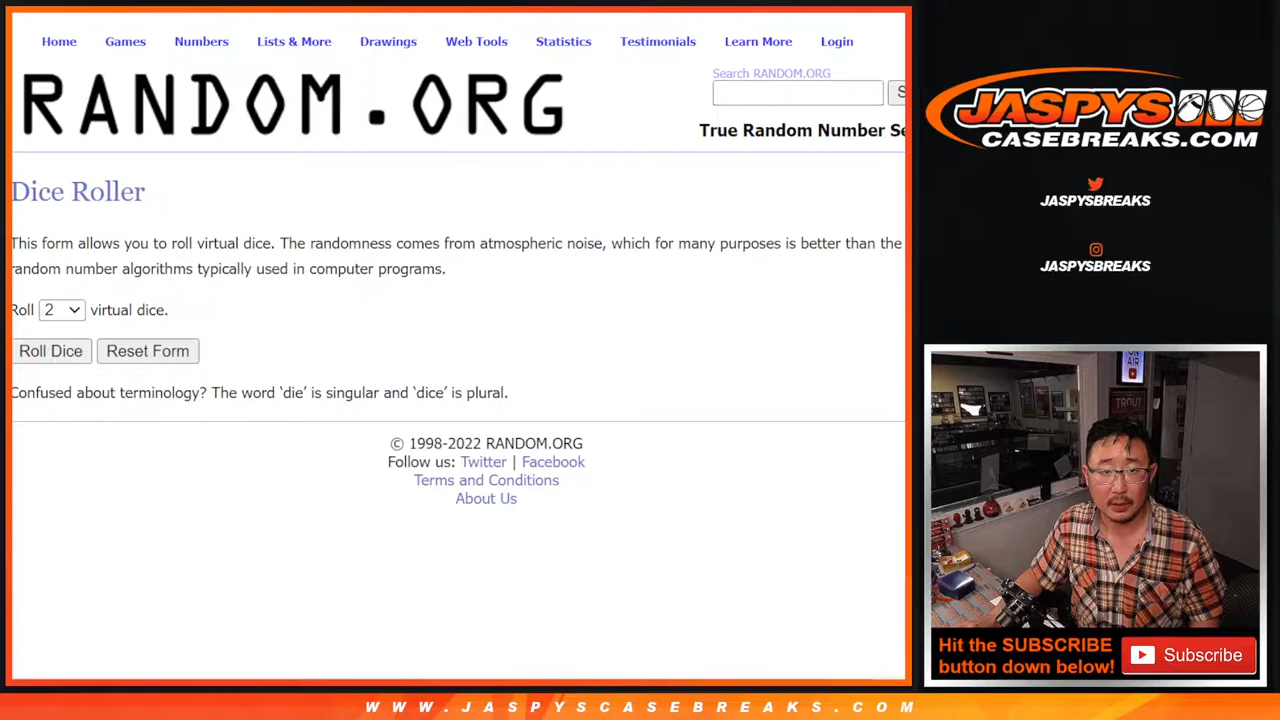 Home Games Numbers Lists & More Drawings Web Tools Statistics Testimonials Learn More Login
RANDOM.ORG
Search RANDOM.ORG
S
True Random Number Se
Dice Roller
This form allows you to roll virtual dice. The randomness comes from atmospheric noise, which for many purposes is better than the
random number algorithms typically used in computer programs.
Roll 2 virtual dice.
Roll Dice Reset Form
Confused about terminology? The word ‘die’ is singular and ‘dice’ is plural.
© 1998-2022 RANDOM.ORG
Follow us: Twitter | Facebook
Terms and Conditions
About Us
JASPYS
CASEBREAKS.COM
JASPYSBREAKS
JASPYSBREAKS
ON
AIR
TROUT
Hit the SUBSCRIBE
button down below!
Subscribe
WWW.JASPYSCASEBREAKS.COM